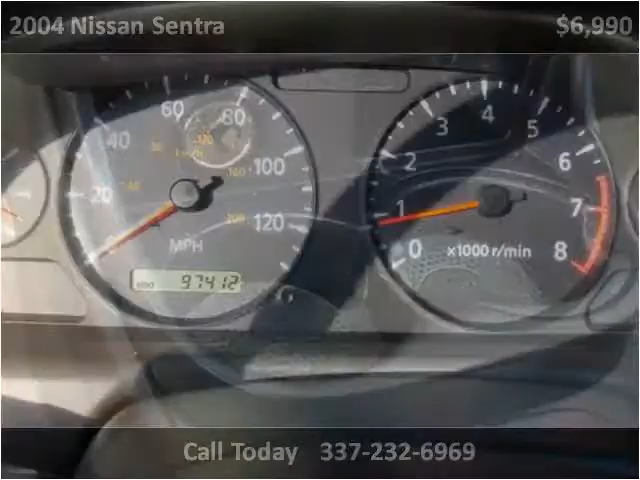 2004 Nissan Sentra $6,990
60 80
40 3 4 5
100 2 6
20
120 1 7
MPH 0 x1000 r/min 8
ODO 97412
Call Today 337-232-6969